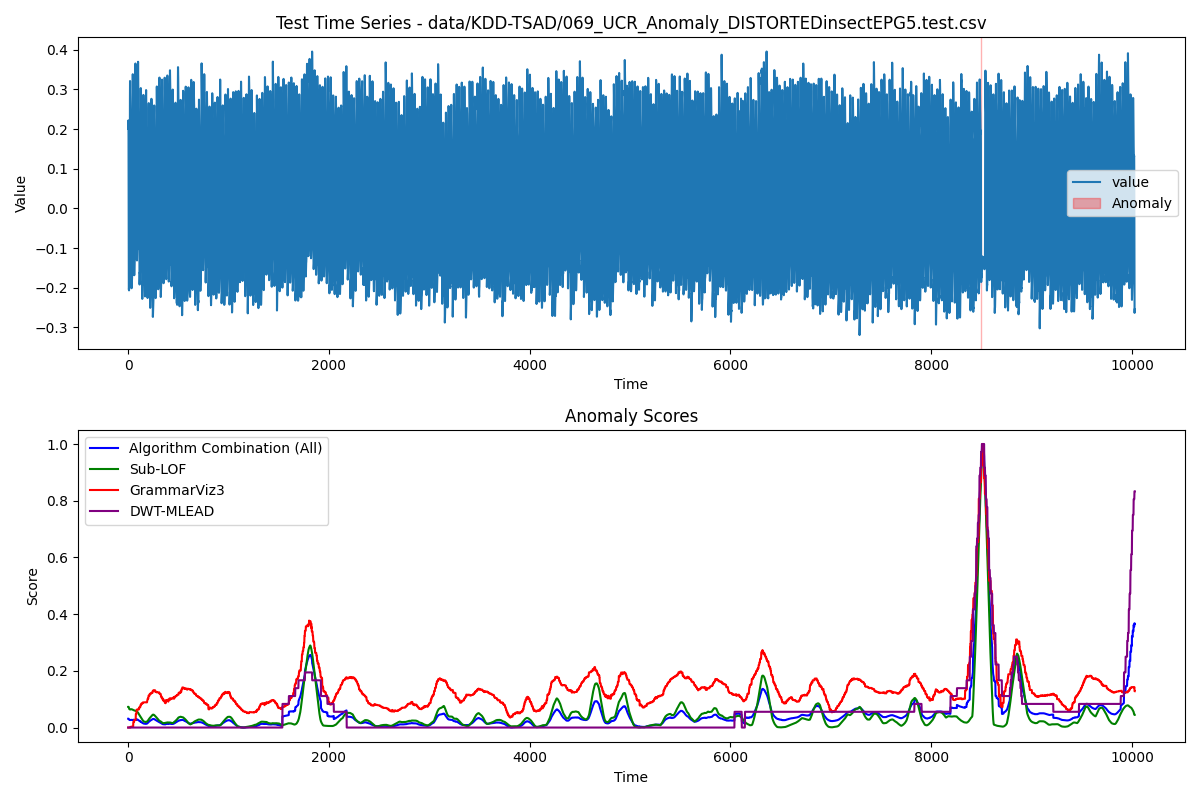 Test Time Series - data/KDD-TSAD/069_UCR_Anomaly_DISTORTEDinsectEPG5.test.csv
0.4
0.3
0.2
0.1
0.0
−0.1
−0.2
−0.3
Value
value
Anomaly
0 2000 4000 6000 8000 10000
Time
Anomaly Scores
1.0
0.8
0.6
0.4
0.2
0.0
Score
Algorithm Combination (All)
Sub-LOF
GrammarViz3
DWT-MLEAD
0 2000 4000 6000 8000 10000
Time